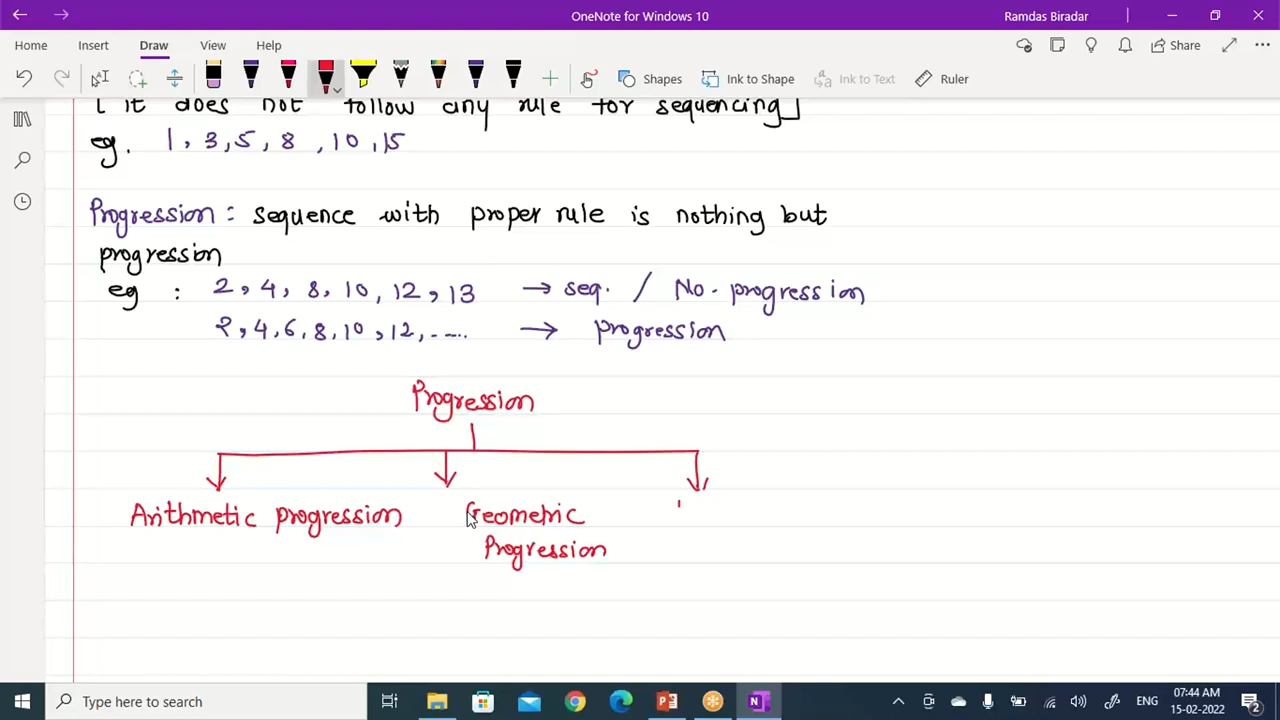 OneNote for Windows 10
Ramdas Biradar
Home Insert Draw View Help
Share
Shapes Ink to Shape Ink to Text Ruler
[ it does not follow any rule for sequencing]
eg. 1, 3, 5, 8, 10, 15
Progression : sequence with proper rule is nothing but
progression
eg : 2, 4, 8, 10, 12, 13 → seq. / No. progression
2, 4, 6, 8, 10, 12, ..... → progression
Progression
Arithmetic progression Geometric
Progression
Type here to search
ENG
07:44 AM
15-02-2022
2